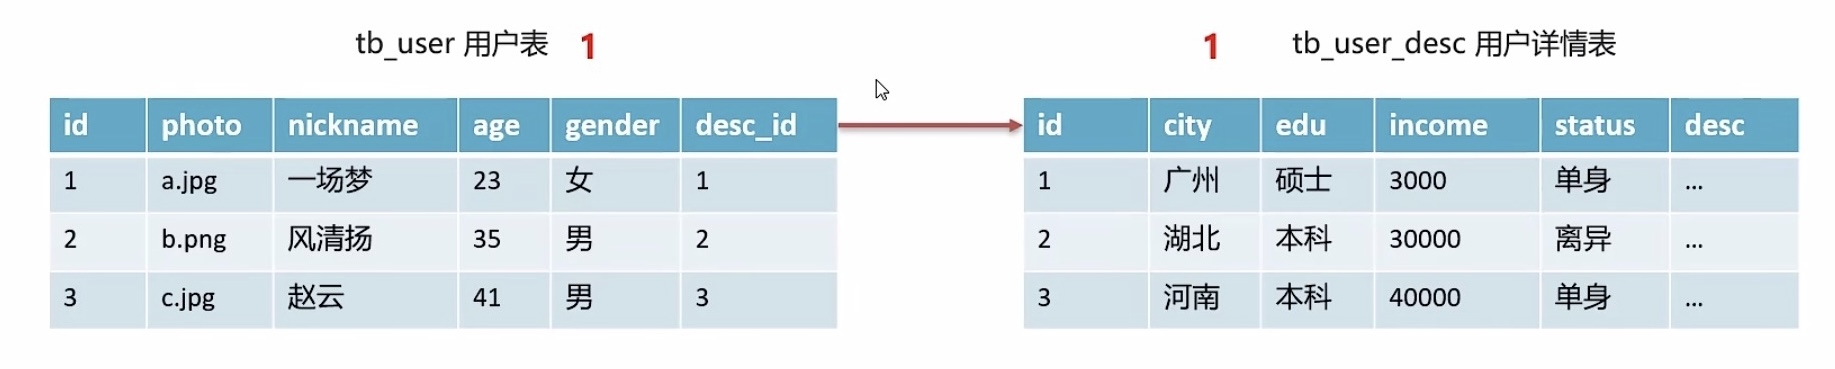 tb_user 用户表 1 1 tb_user_desc 用户详情表
id photo nickname age gender desc_id id city edu income status desc
1 a.jpg 一场梦 23 女 1 1 广州 硕士 3000 单身 ...
2 b.png 风清扬 35 男 2 2 湖北 本科 30000 离异 ...
3 c.jpg 赵云 41 男 3 3 河南 本科 40000 单身 ...